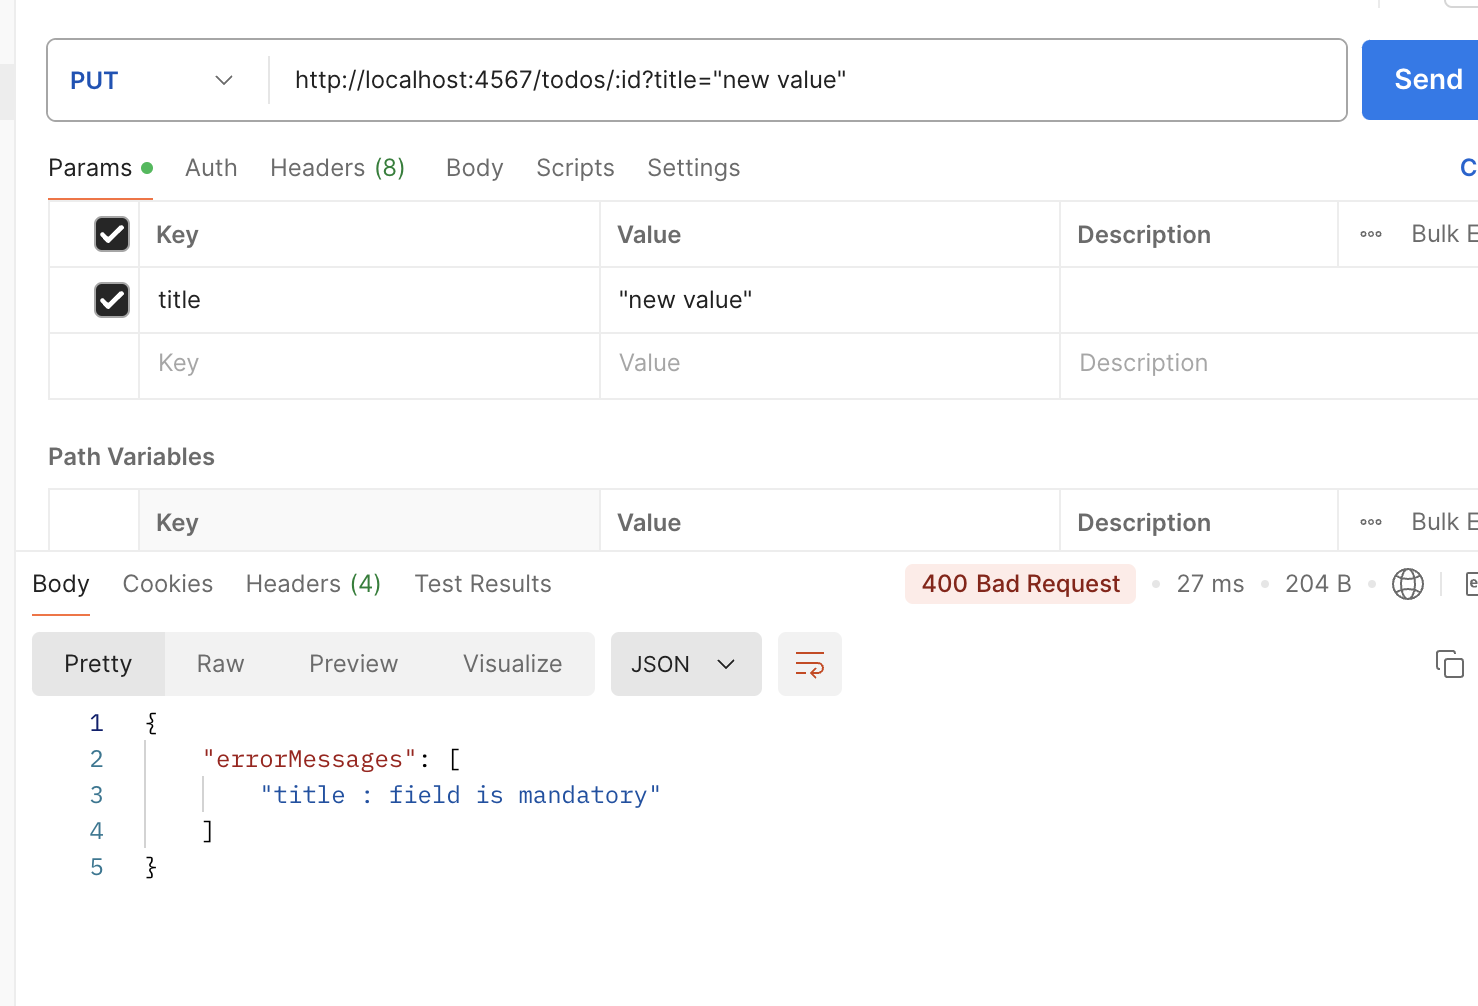 PUT
http://localhost:4567/todos/:id?title="new value"
Send
Params
Auth
Headers (8)
Body
Scripts
Settings
C
Key
Value
Description
Bulk E
title
"new value"
Key
Value
Description
Path Variables
Key
Value
Description
Bulk E
Body
Cookies
Headers (4)
Test Results
400 Bad Request
27 ms
204 B
Pretty
Raw
Preview
Visualize
JSON
1 {
2 "errorMessages": [
3 "title : field is mandatory"
4 ]
5 }